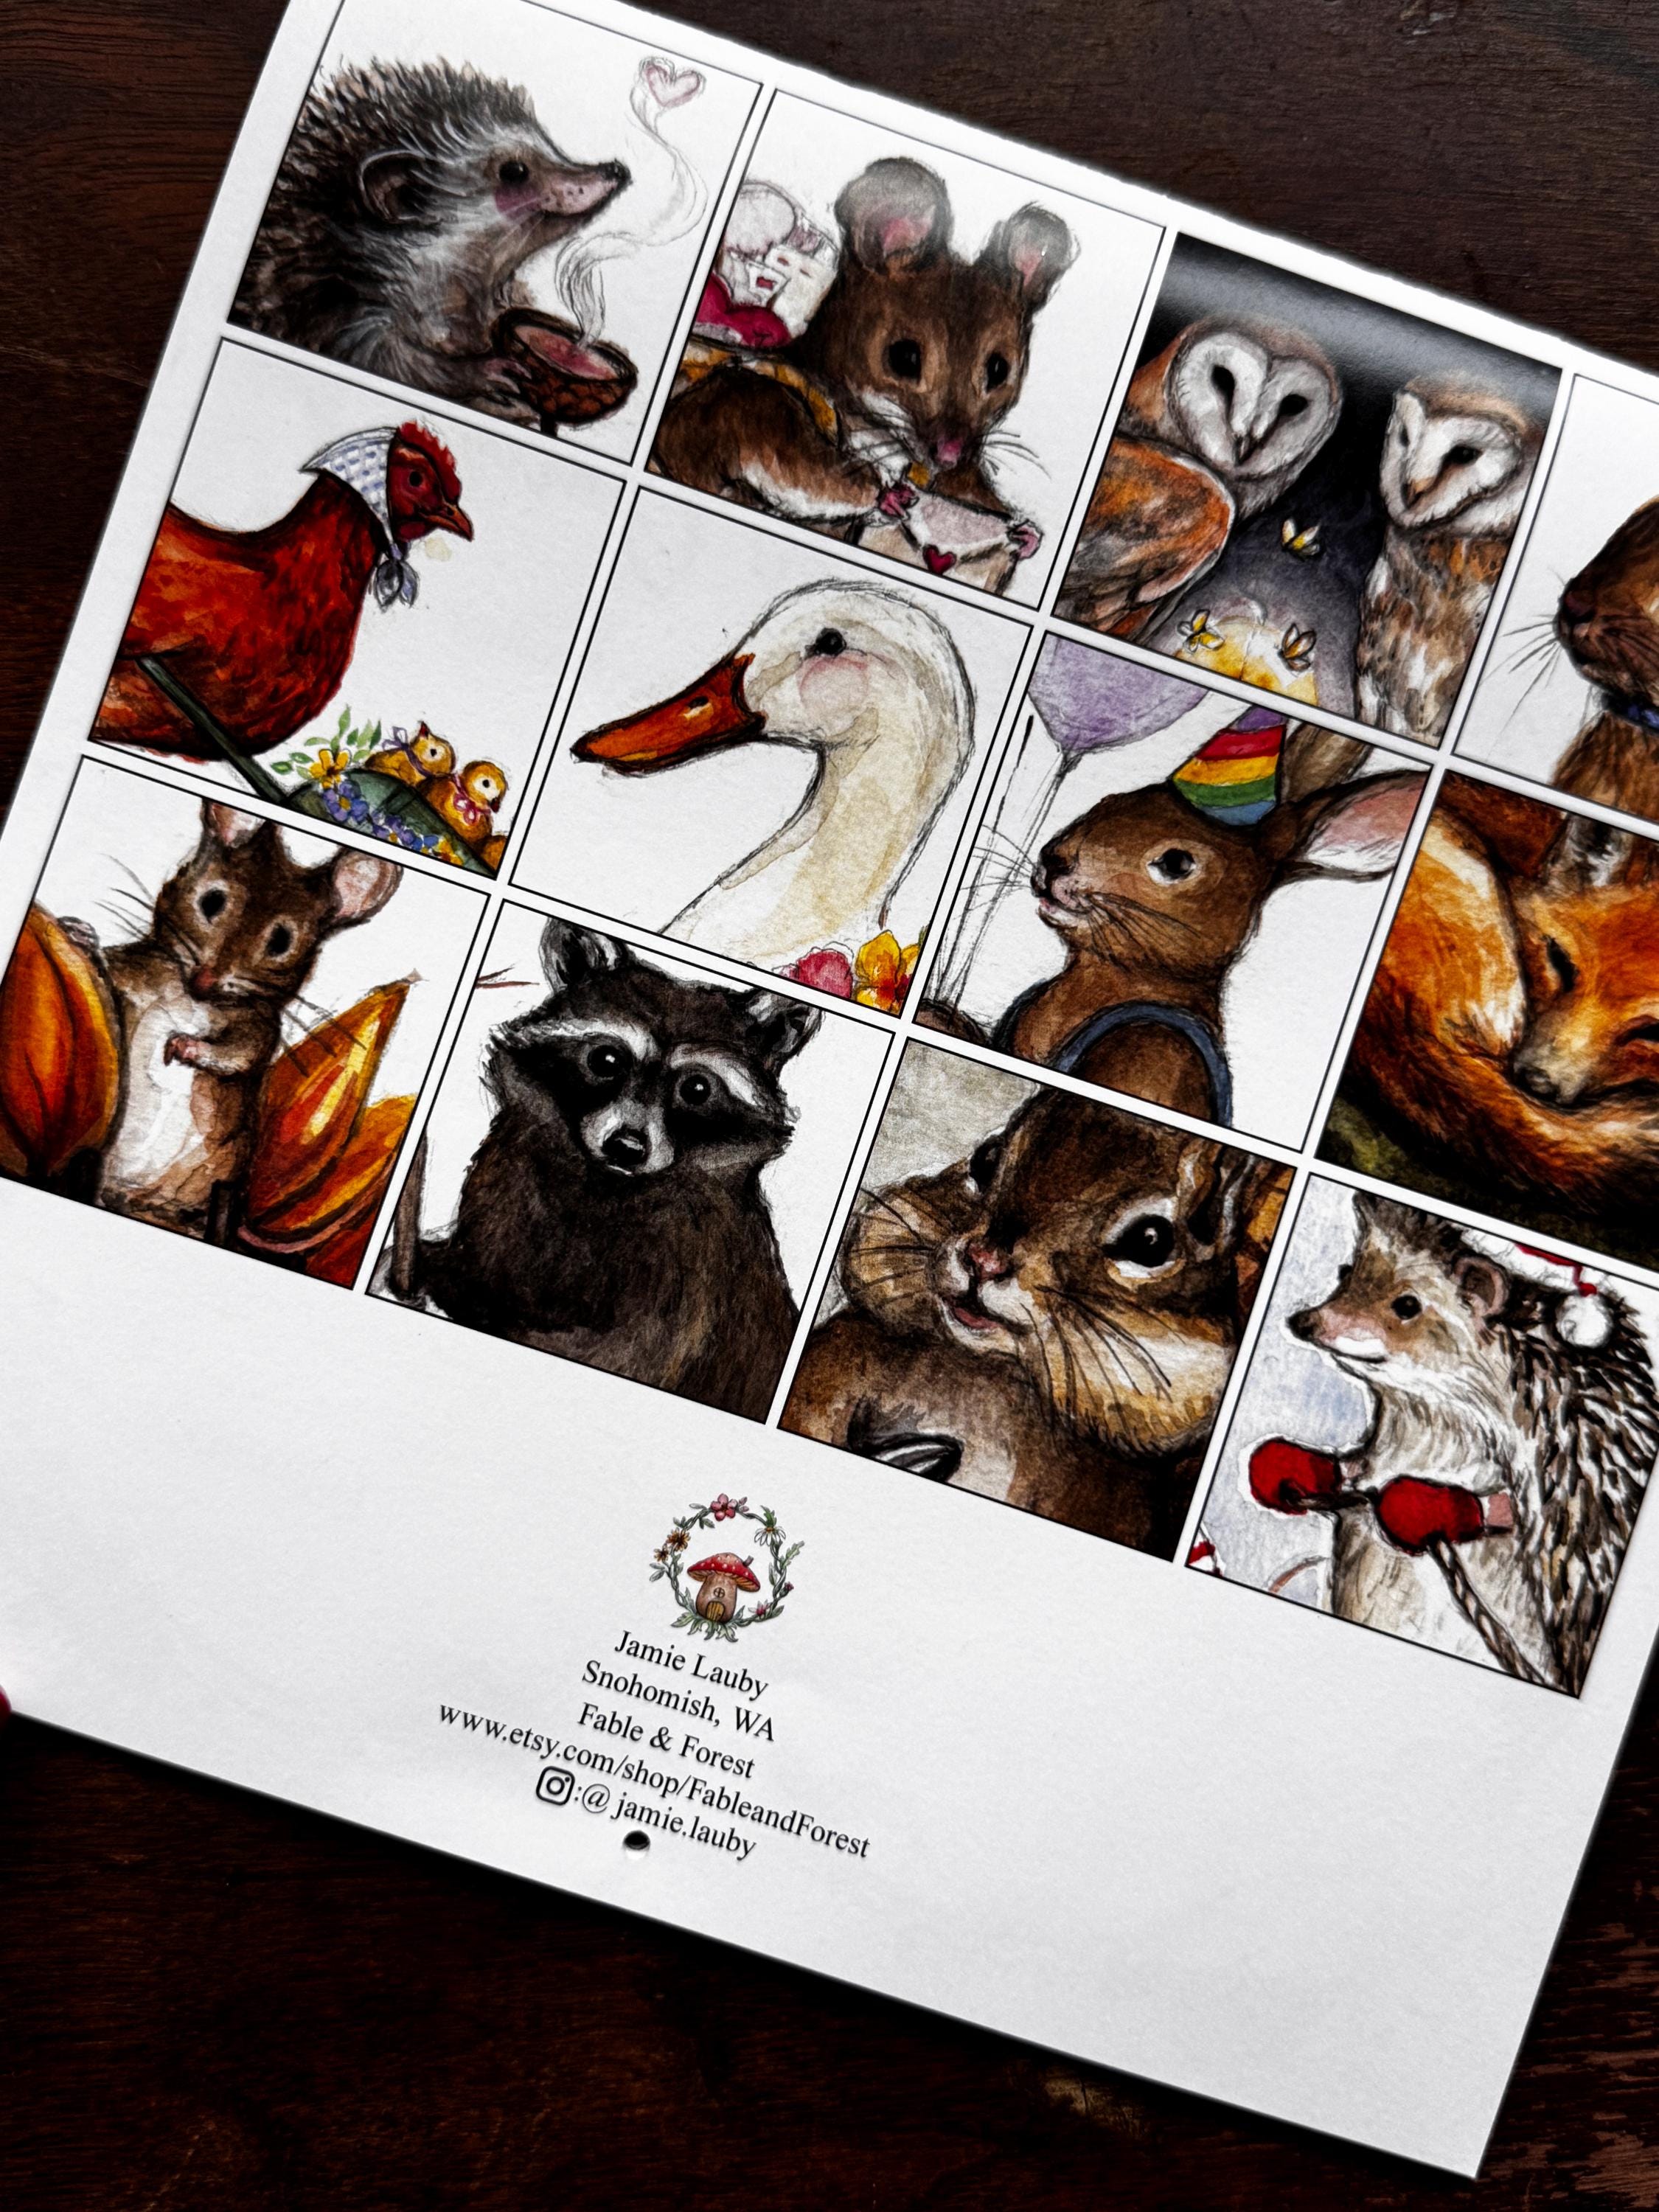 Jamie Lauby
Snohomish, WA
Fable & Forest
www.etsy.com/shop/FableandForest
:@ jamie.lauby